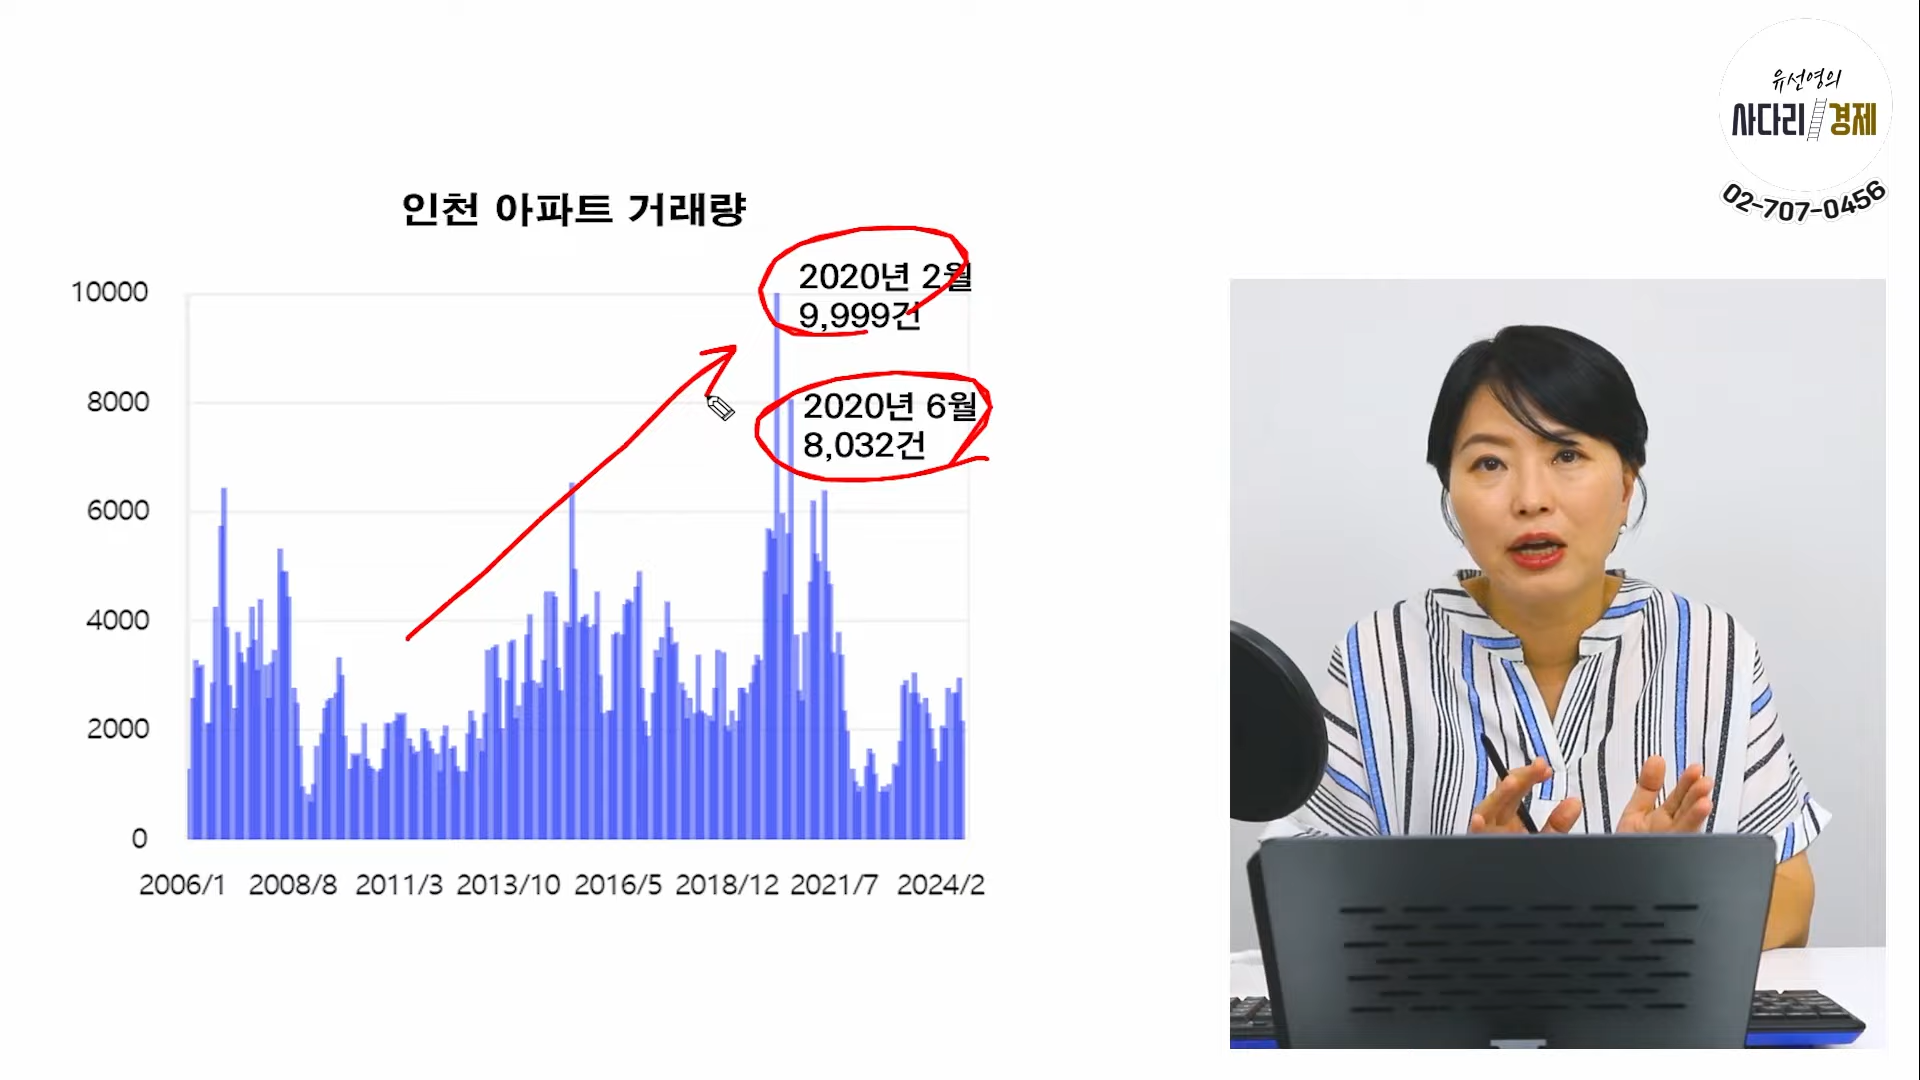 유선영의
사다리경제
02-707-0456
인천 아파트 거래량
2020년 2월
9,999건
2020년 6월
8,032건
10000
8000
6000
4000
2000
0
2006/1 2008/8 2011/3 2013/10 2016/5 2018/12 2021/7 2024/2